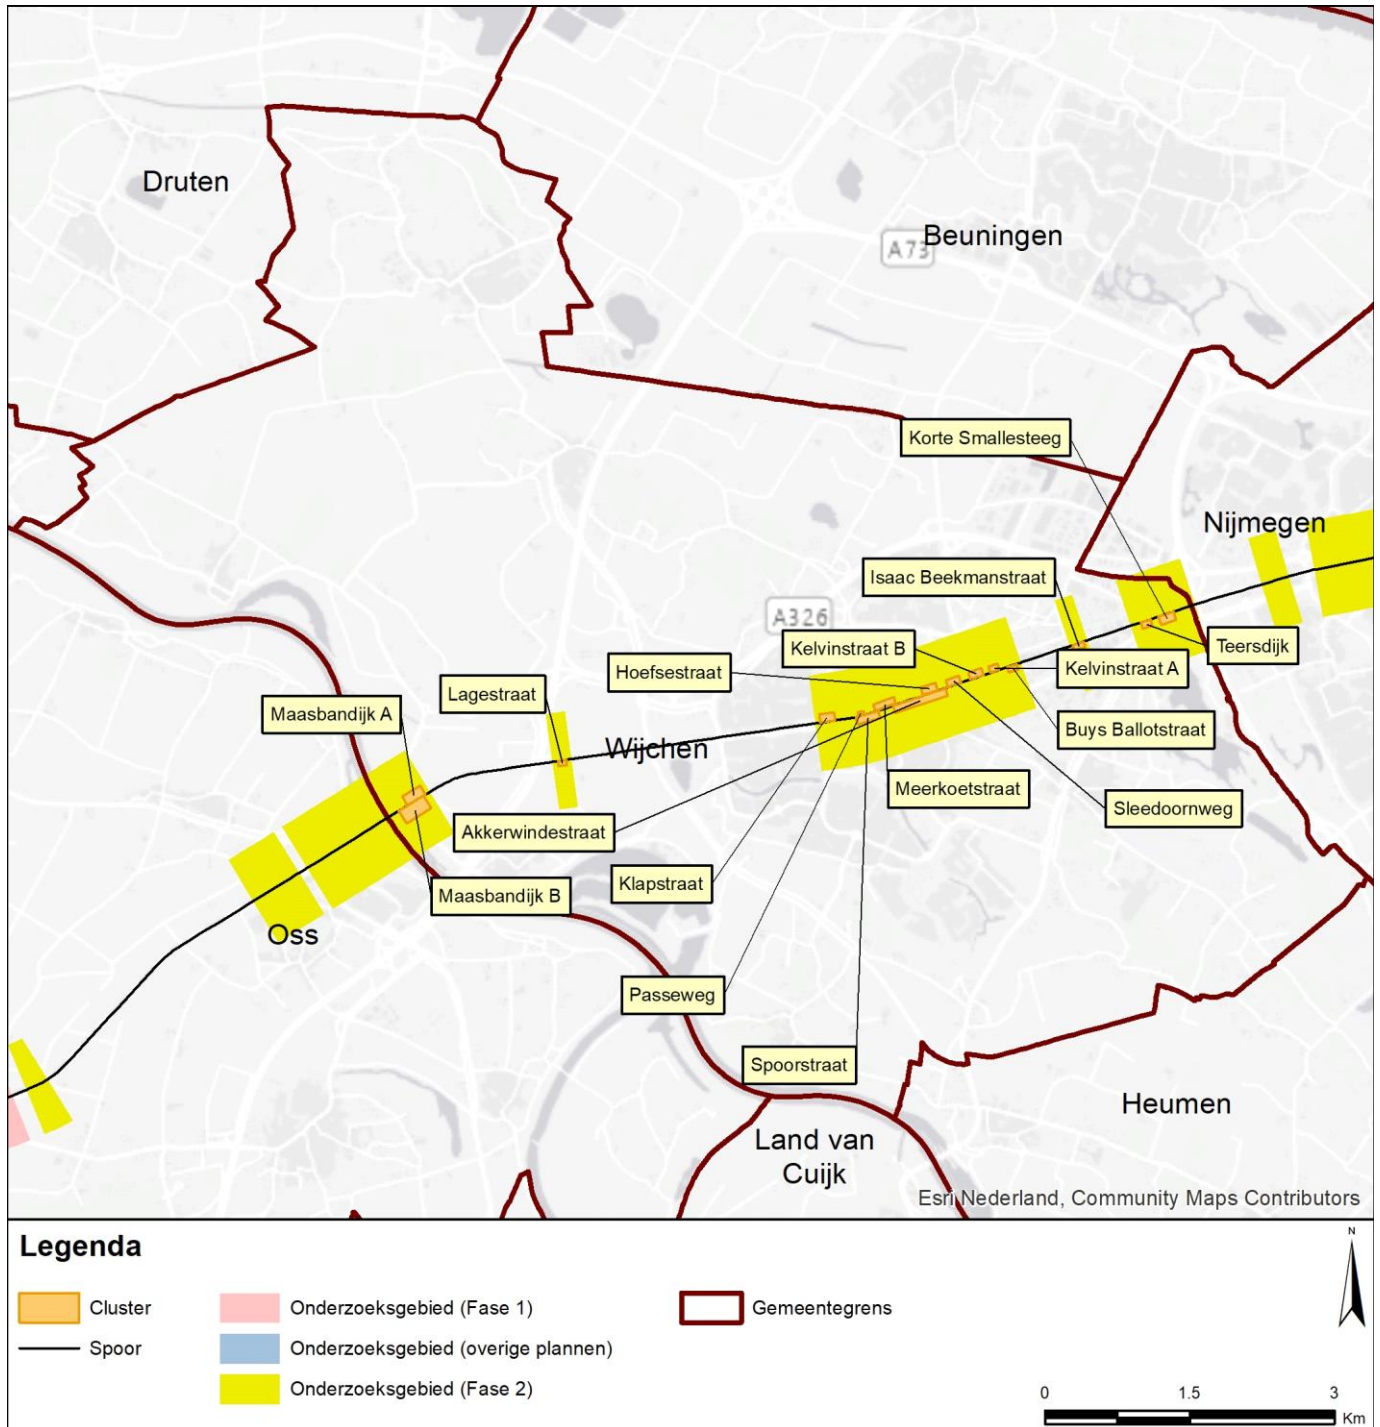 Druten
Beuningen
A73
Korte Smallesteeg
Nijmegen
Isaac Beekmanstraat
A326
Kelvinstraat B
Teersdijk
Hoefsestraat
Kelvinstraat A
Lagestraat
Maasbandijk A
Buys Ballotstraat
Wijchen
Meerkoetstraat
Sleedoornweg
Akkerwindestraat
Klapstraat
Maasbandijk B
Oss
Passeweg
Spoorstraat
Heumen
Land van
Cuijk
Esri Nederland, Community Maps Contributors
Legenda
N
Cluster
Onderzoeksgebied (Fase 1)
Gemeentegrens
Spoor
Onderzoeksgebied (overige plannen)
Onderzoeksgebied (Fase 2)
0 1.5 3
Km